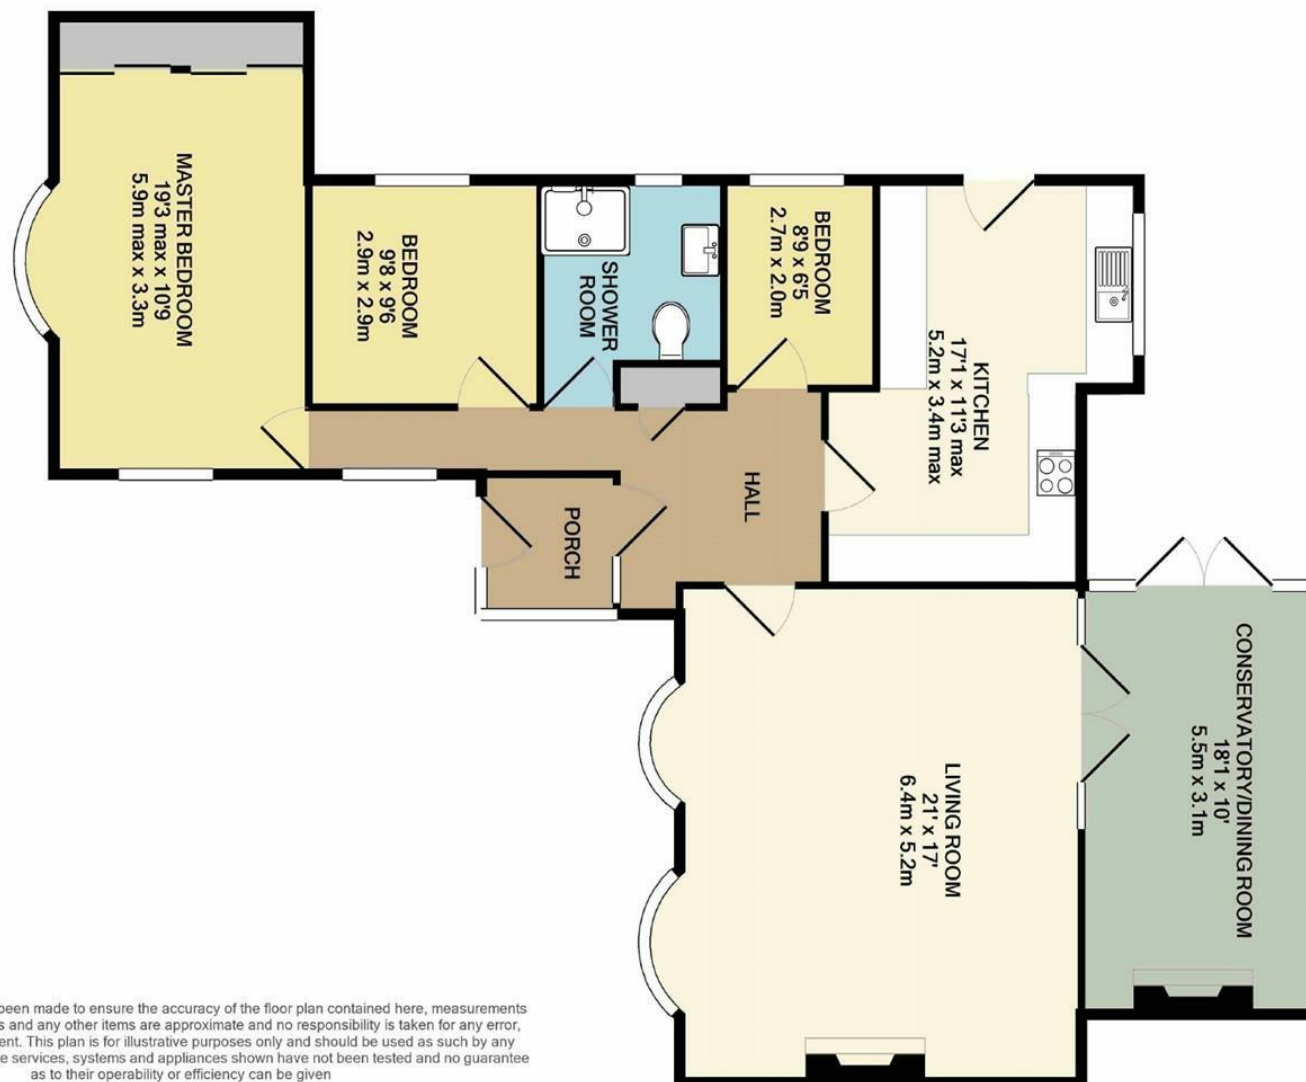 MASTER BEDROOM
19'3 max x 10'9
5.9m max x 3.3m
BEDROOM
9'8 x 9'6
2.9m x 2.9m
SHOWER
ROOM
BEDROOM
8'9 x 6'5
2.7m x 2.0m
KITCHEN
17'1 x 11'3 max
5.2m x 3.4m max
HALL
PORCH
LIVING ROOM
21' x 17'
6.4m x 5.2m
CONSERVATORY/DINING ROOM
18'1 x 10'
5.5m x 3.1m
been made to ensure the accuracy of the floor plan contained here, measurements
s and any other items are approximate and no responsibility is taken for any error,
ent. This plan is for illustrative purposes only and should be used as such by any
e services, systems and appliances shown have not been tested and no guarantee
as to their operability or efficiency can be given